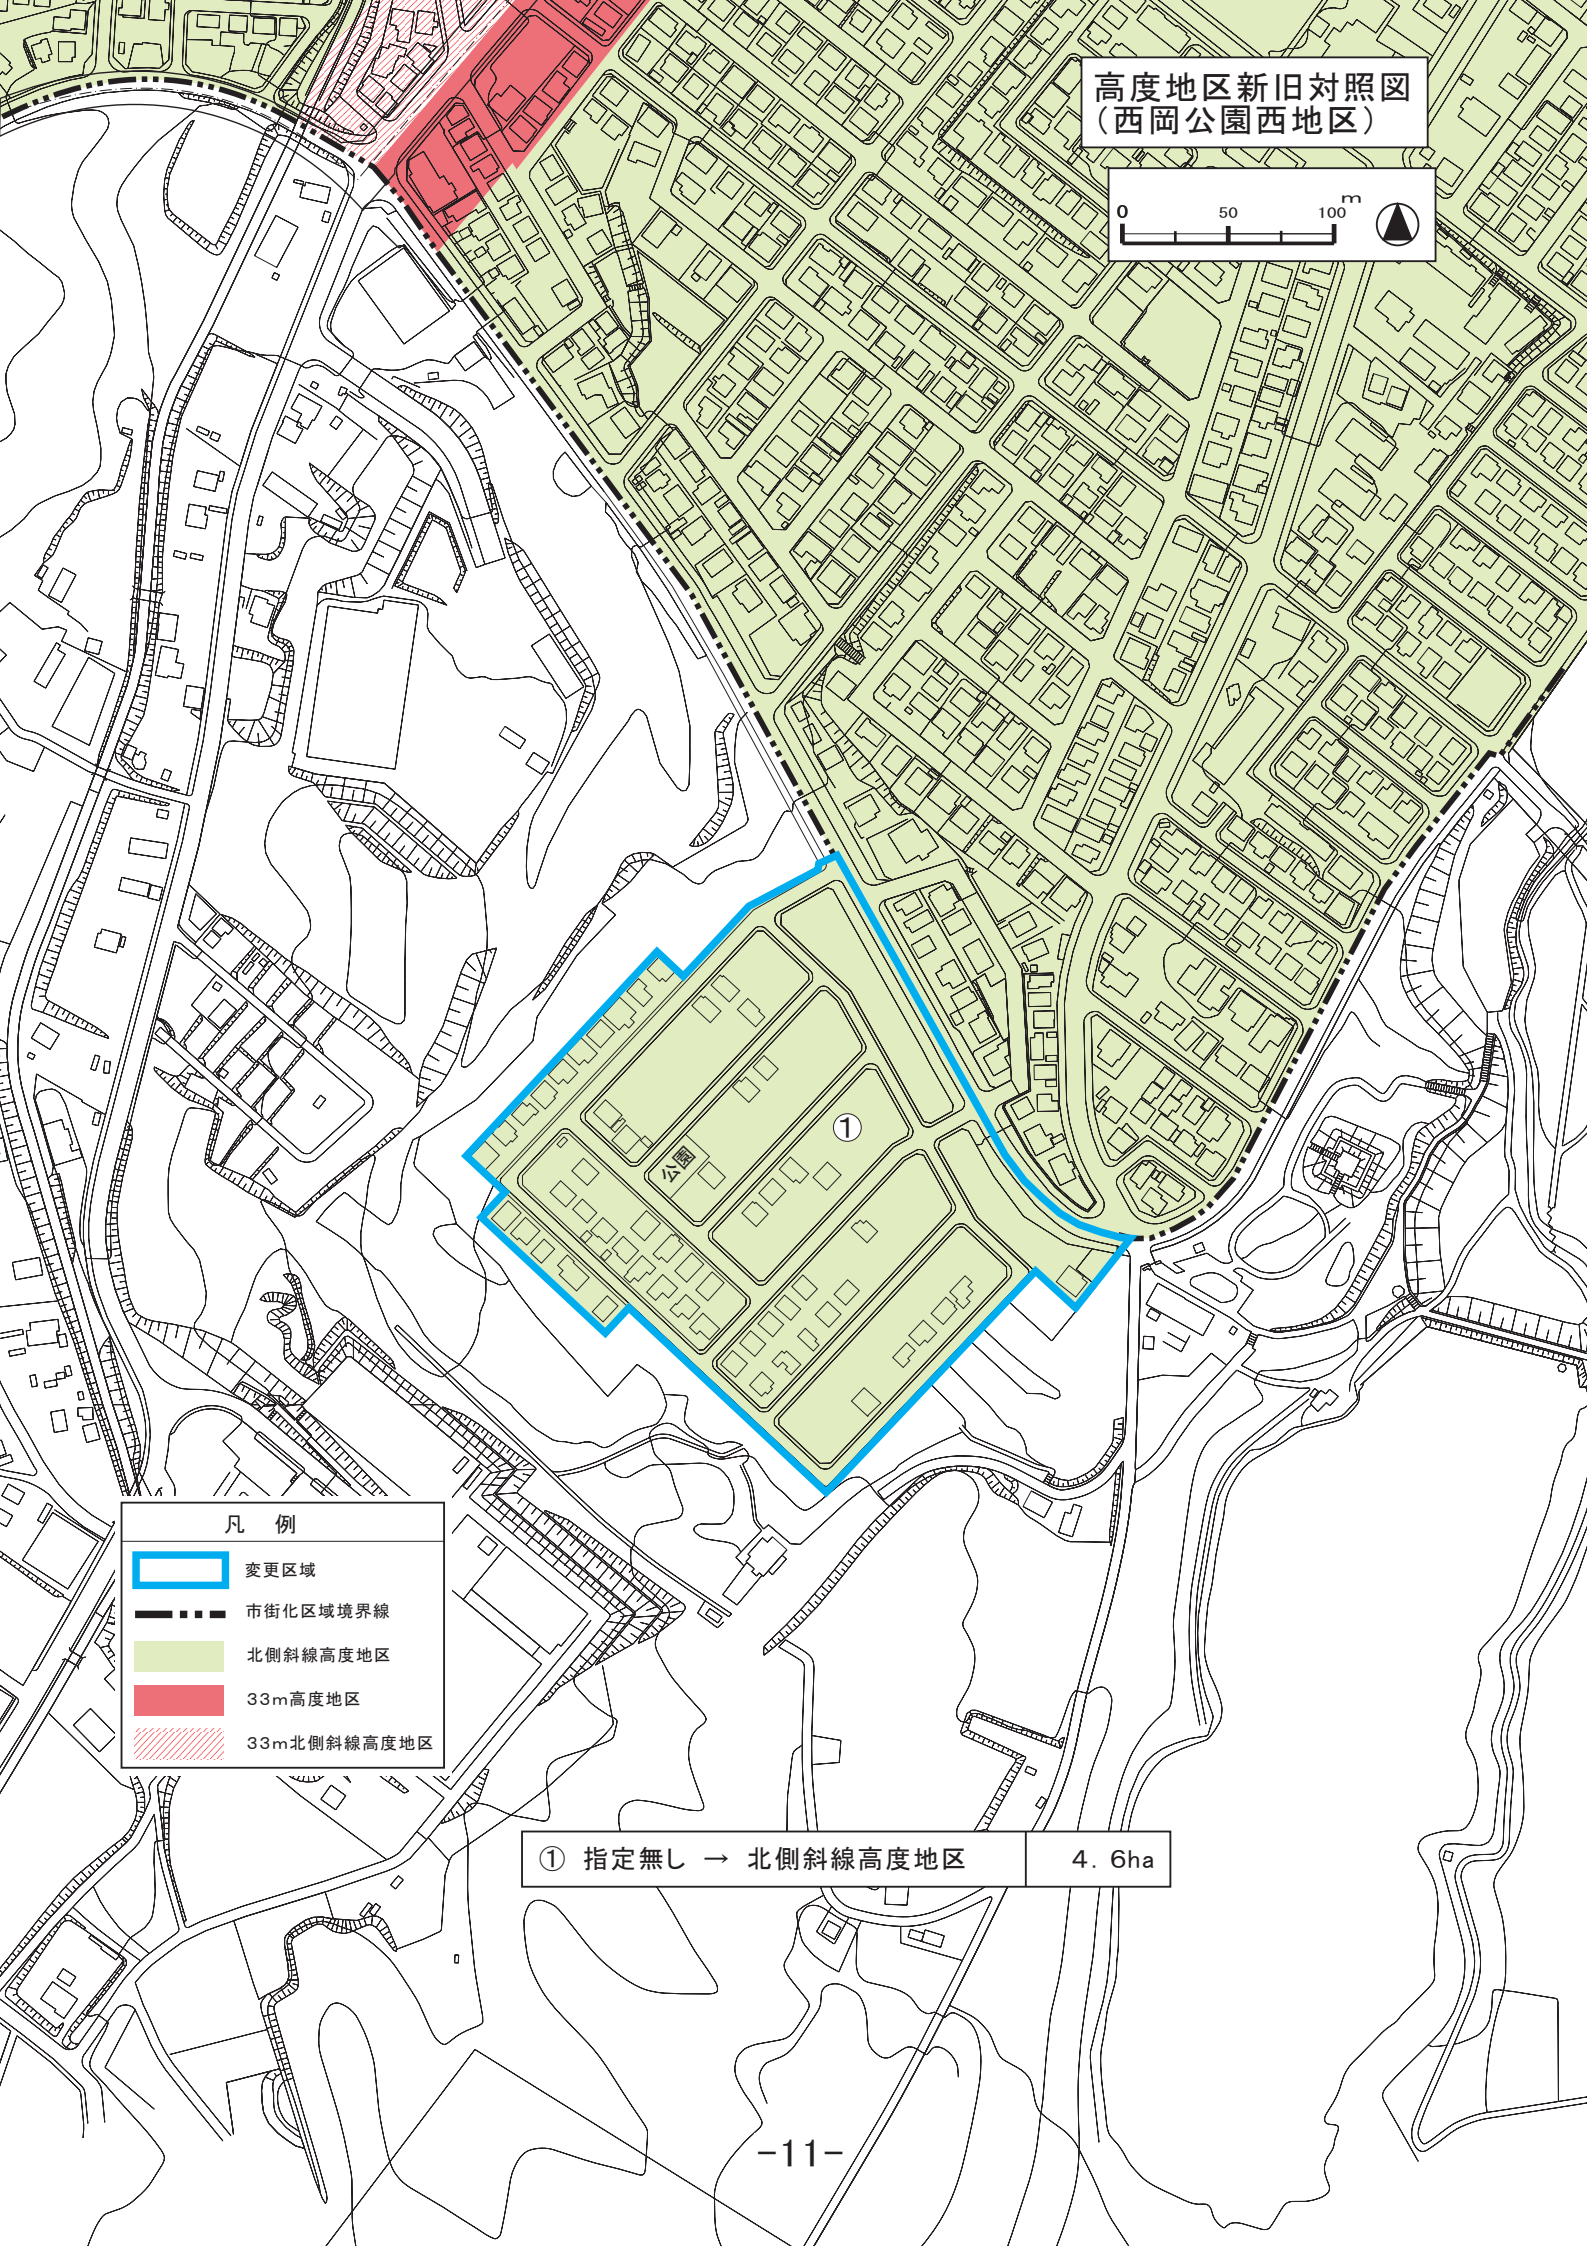 高度地区新旧対照図
（西岡公園西地区）
0 50 100 m
①
公園
凡 例
変更区域
市街化区域境界線
北側斜線高度地区
33m高度地区
33m北側斜線高度地区
① 指定無し → 北側斜線高度地区 4．6ha
-11-